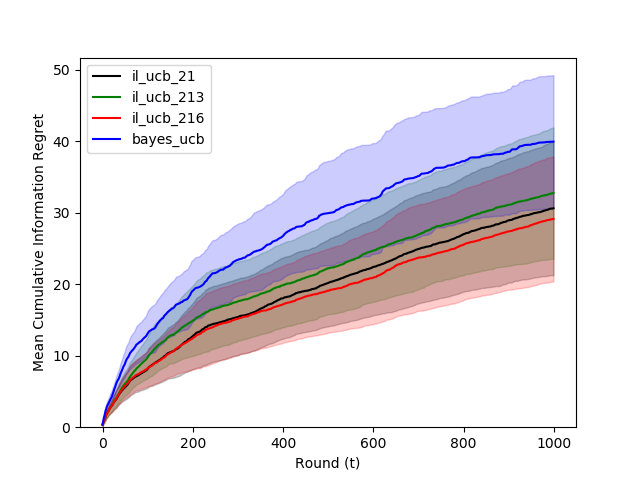 50
40
30
20
10
0
Mean Cumulative Information Regret
il_ucb_21
il_ucb_213
il_ucb_216
bayes_ucb
0 200 400 600 800 1000
Round (t)